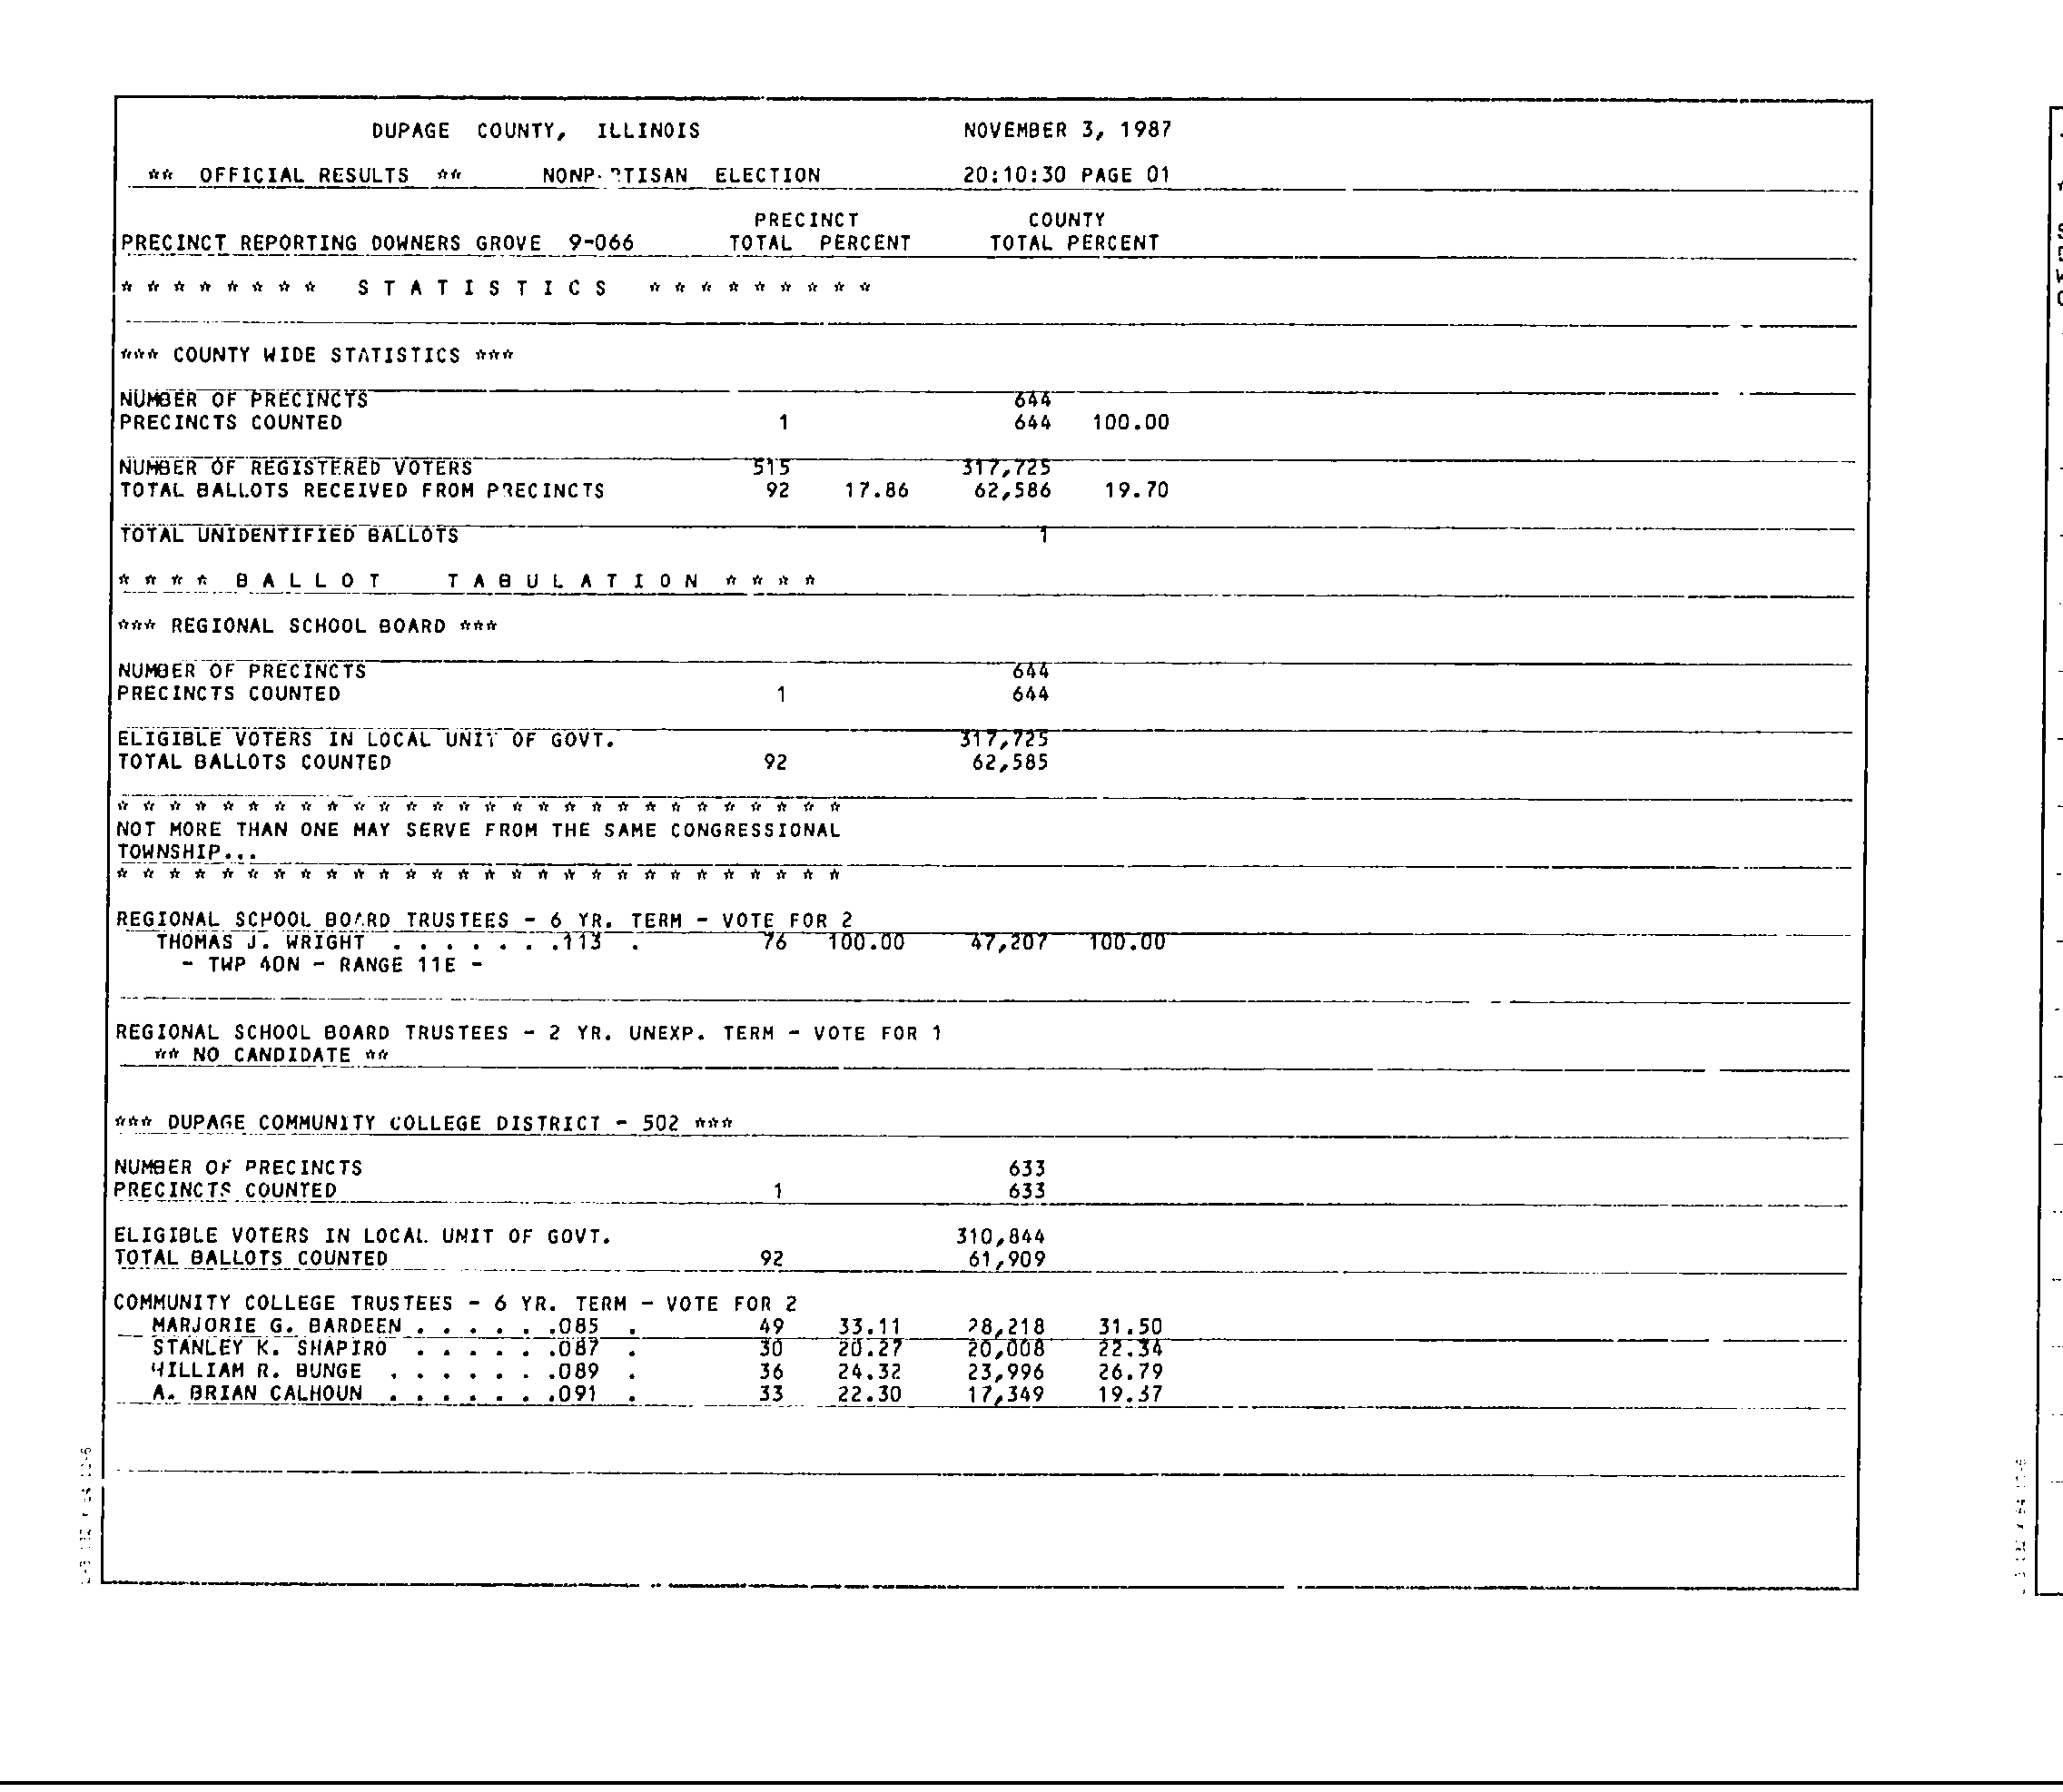 DUPAGE COUNTY, ILLINOIS NOVEMBER 3, 1987
** OFFICIAL RESULTS ** ELECTION 20:10:30 PAGE 01
PRECINCT COUNTY
PRECINCT REPORTING DOWNERS GROVE 9-066 TOTAL PERCENT TOTAL PERCENT
* * * * * * * * S T A T I S T I C S * * * * * * * * *
*** COUNTY WIDE STATISTICS ***
NUMBER OF PRECINCTS 644
PRECINCTS COUNTED 1 644 100.00
NUMBER OF REGISTERED VOTERS 515 317,725
TOTAL BALLOTS RECEIVED FROM PRECINCTS 92 17.86 62,586 19.70
TOTAL UNIDENTIFIED BALLOTS 1
* * * * B A L L O T T A B U L A T I O N * * * *
*** REGIONAL SCHOOL BOARD ***
NUMBER OF PRECINCTS 644
PRECINCTS COUNTED 1 644
ELIGIBLE VOTERS IN LOCAL UNIT OF GOVT. 317,725
TOTAL BALLOTS COUNTED 92 62,585
* * * * * * * * * * * * * * * * * * * * * * * * * * * *
NOT MORE THAN ONE MAY SERVE FROM THE SAME CONGRESSIONAL
TOWNSHIP...
* * * * * * * * * * * * * * * * * * * * * * * * * * * *
REGIONAL SCHOOL BOARD TRUSTEES - 6 YR. TERM - VOTE FOR 2
THOMAS J. WRIGHT . . . . . . .113 . 76 100.00 47,207 100.00
- TWP 40N - RANGE 11E -
REGIONAL SCHOOL BOARD TRUSTEES - 2 YR. UNEXP. TERM - VOTE FOR 1
** NO CANDIDATE **
*** DUPAGE COMMUNITY COLLEGE DISTRICT - 502 ***
NUMBER OF PRECINCTS 633
PRECINCTS COUNTED 1 633
ELIGIBLE VOTERS IN LOCAL UNIT OF GOVT. 310,844
TOTAL BALLOTS COUNTED 92 61,909
COMMUNITY COLLEGE TRUSTEES - 6 YR. TERM - VOTE FOR 2
MARJORIE G. BARDEEN . . . . . .085 . 49 33.11 28,218 31.50
STANLEY K. SHAPIRO . . . . . .087 . 30 20.27 20,008 22.34
WILLIAM R. BUNGE . . . . . . .089 . 36 24.32 23,996 26.79
A. BRIAN CALHOUN . . . . . . .091 . 33 22.30 17,349 19.37